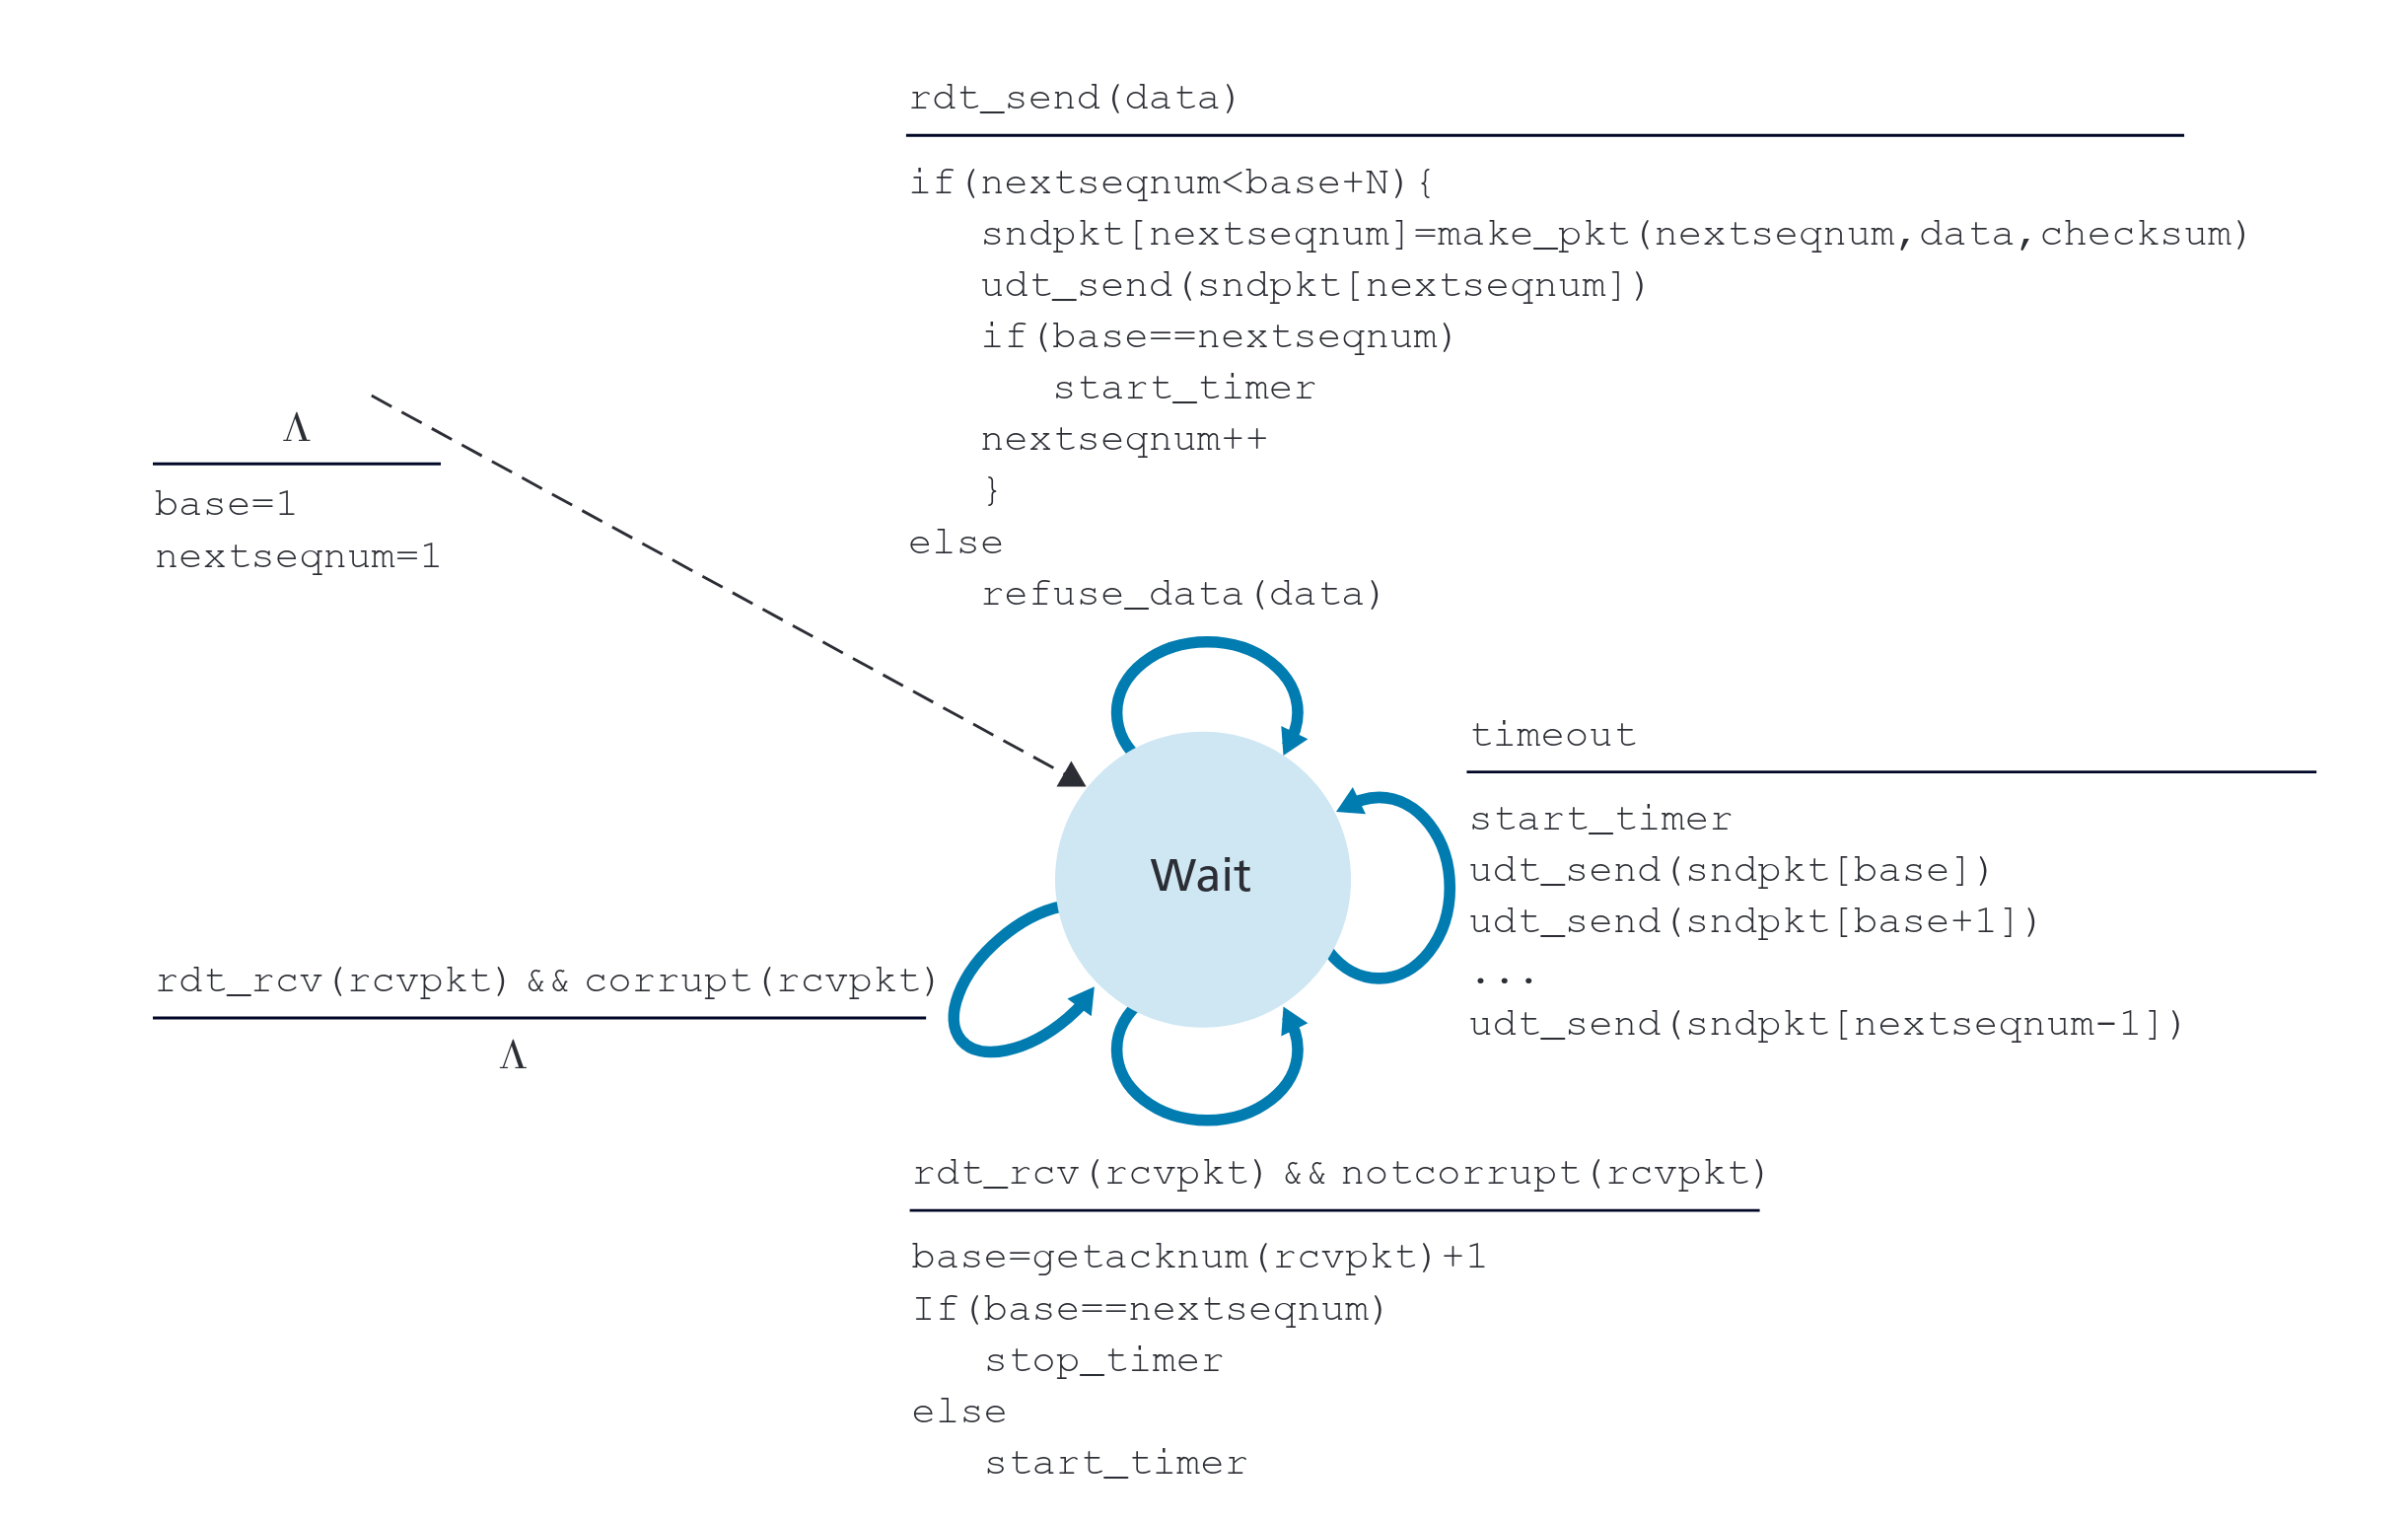 rdt_send(data)
if(nextseqnum<base+N){
   sndpkt[nextseqnum]=make_pkt(nextseqnum,data,checksum)
   udt_send(sndpkt[nextseqnum])
   if(base==nextseqnum)
      start_timer
   nextseqnum++
   }
else
   refuse_data(data)
Λ
base=1
nextseqnum=1
timeout
start_timer
udt_send(sndpkt[base])
udt_send(sndpkt[base+1])
...
udt_send(sndpkt[nextseqnum-1])
Wait
rdt_rcv(rcvpkt) && corrupt(rcvpkt)
Λ
rdt_rcv(rcvpkt) && notcorrupt(rcvpkt)
base=getacknum(rcvpkt)+1
If(base==nextseqnum)
   stop_timer
else
   start_timer